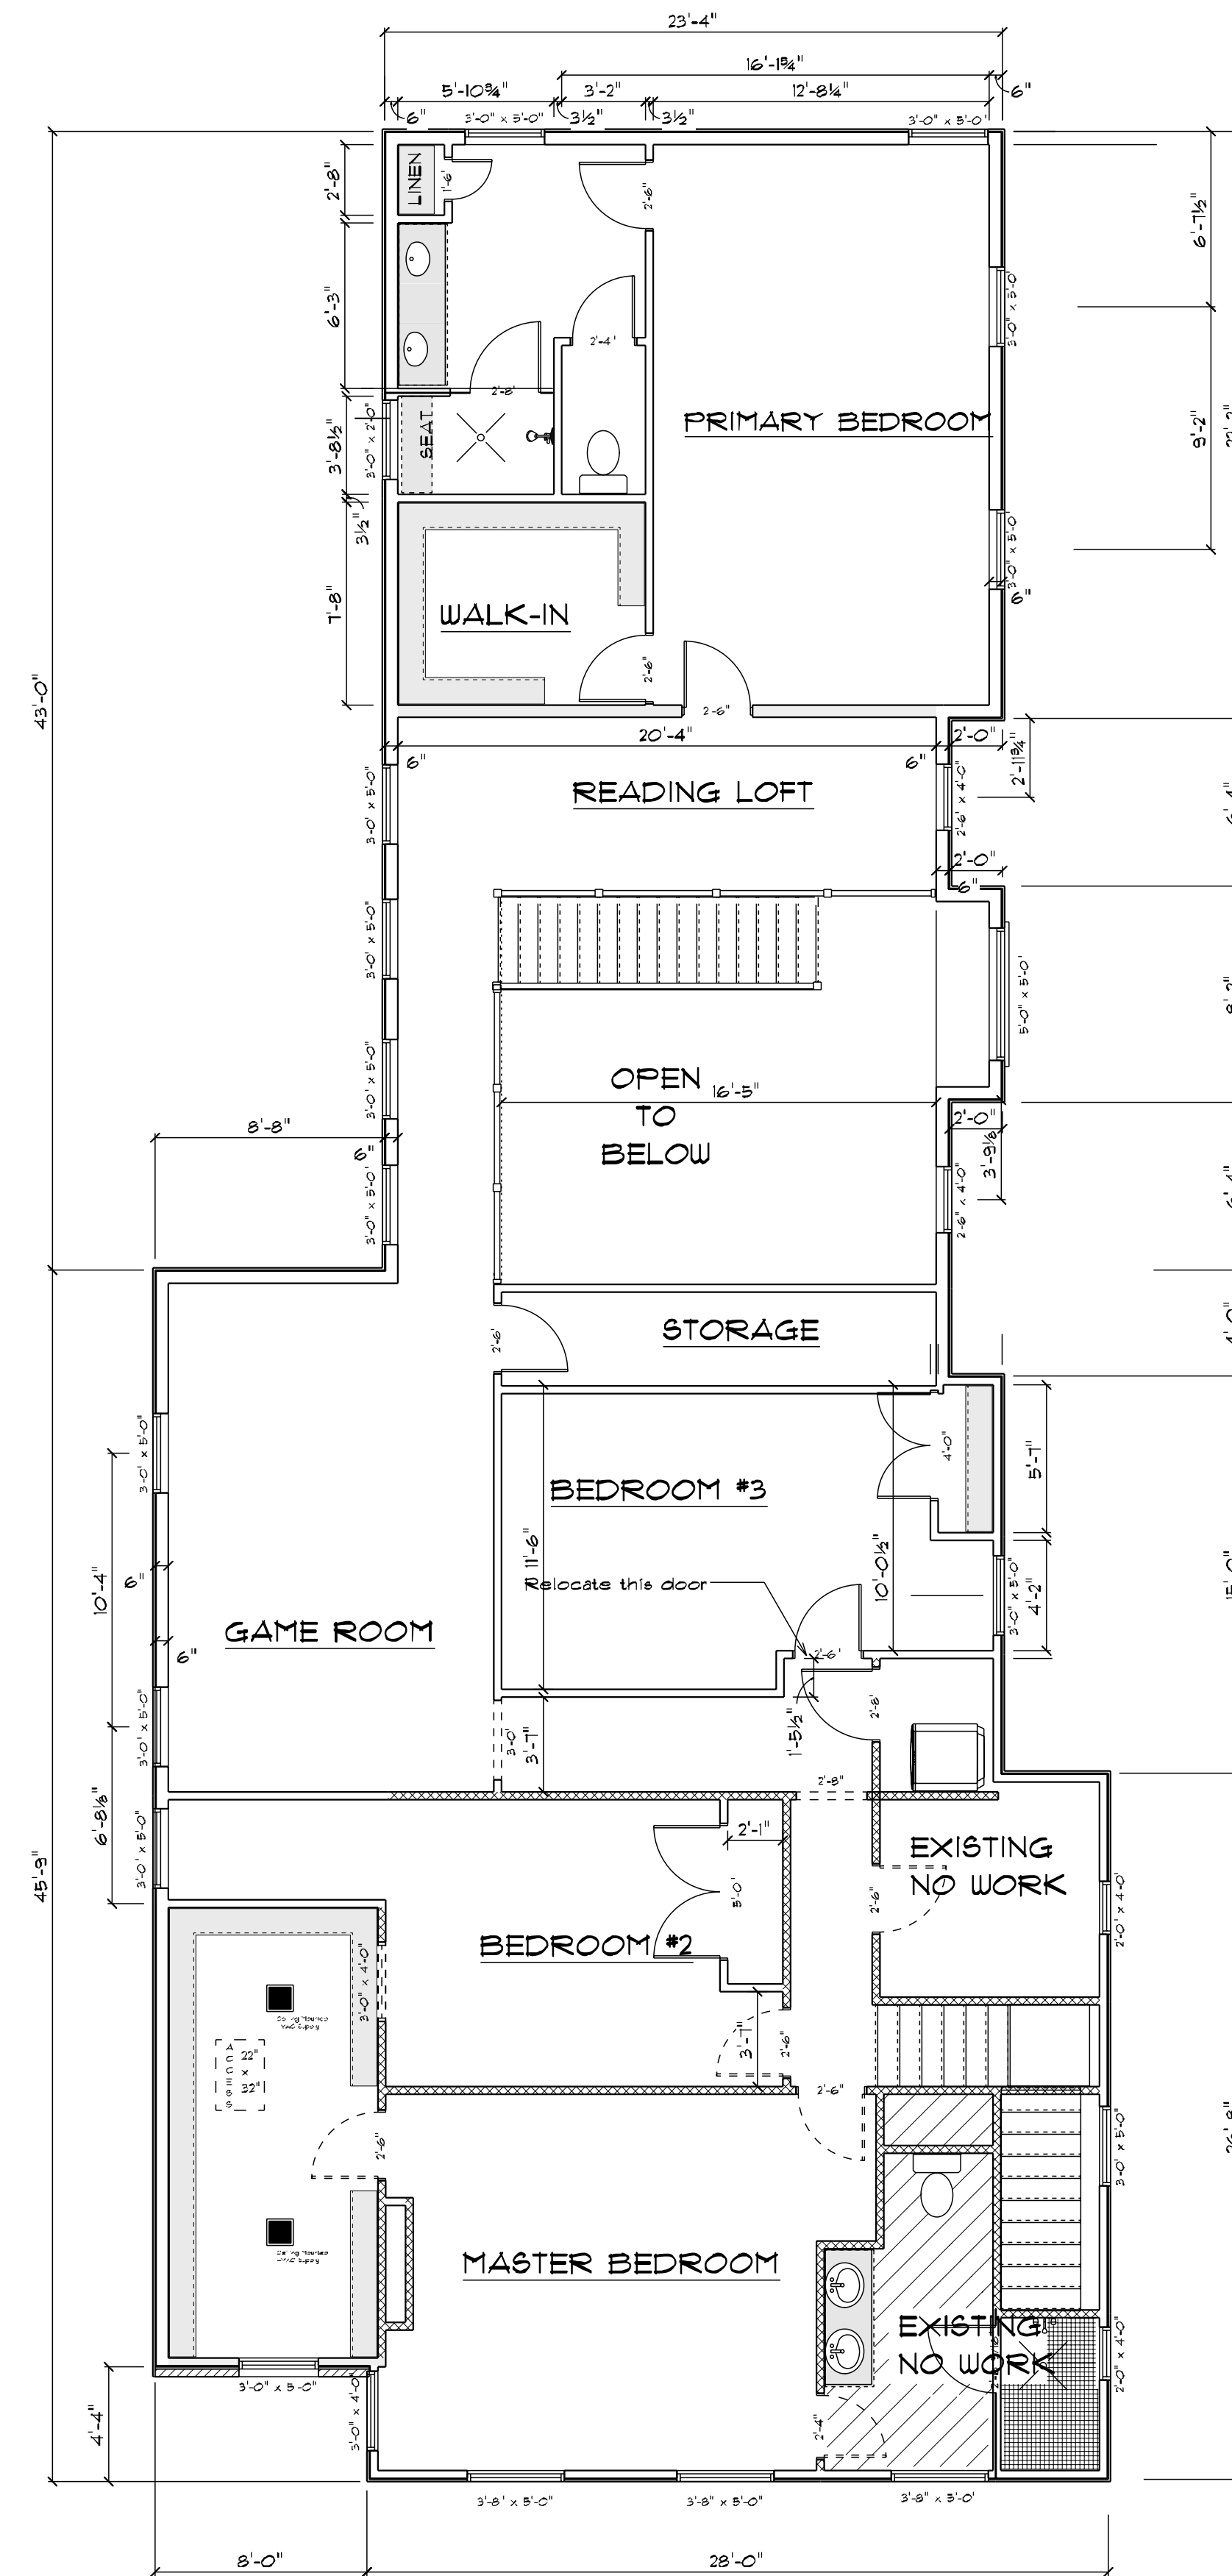 23'-4"
16'-1¾"
5'-10¾"
3'-2"
12'-8¼"
6"
6"
3½"
3½"
3'-0" x 5'-0"
3'-0" x 5'-0"
LINEN
1'-6"
2'-6"
2'-8"
6'-7½"
3'-0" x 5'-0"
6'-3"
2'-4"
2'-8"
3'-0" x 2'-0"
SEAT
3'-8½"
PRIMARY BEDROOM
9'-2"
3½"
3'-0" x 5'-0"
6"
7'-8"
WALK-IN
2'-6"
2'-6"
43'-0"
20'-4"
2'-0"
6"
6"
2'-11¾"
3'-0" x 5'-0"
READING LOFT
2'-6" x 4'-0"
2'-0"
6"
3'-0" x 5'-0"
5'-0" x 5'-0"
OPEN
TO
BELOW
16'-5"
3'-0" x 5'-0"
8'-8"
6"
2'-0"
3'-9⅛"
3'-0" x 5'-0"
2'-6" x 4'-0"
STORAGE
2'-6"
3'-0" x 5'-0"
4'-0"
5'-7"
BEDROOM #3
11'-6"
10'-0½"
Relocate this door
10'-4"
6"
3'-0" x 5'-0"
4'-2"
GAME ROOM
6"
2'-6"
2'-8"
1'-5½"
3'-0" x 5'-0"
3'-0"
3'-7"
2'-8"
6'-8⅛"
3'-0" x 5'-0"
2'-1"
5'-0"
EXISTING
NO WORK
2'-6"
2'-0" x 4'-0"
45'-9"
BEDROOM #2
3'-0" x 4'-0"
3'-7"
2'-6"
ACCESS
22"
x
32"
2'-6"
2'-6"
3'-0" x 5'-0"
MASTER BEDROOM
EXISTING
NO WORK
2'-0" x 4'-0"
3'-0" x 5'-0"
3'-0" x 4'-0"
4'-4"
2'-4"
3'-8" x 5'-0"
3'-8" x 5'-0"
3'-8" x 5'-0"
8'-0"
28'-0"